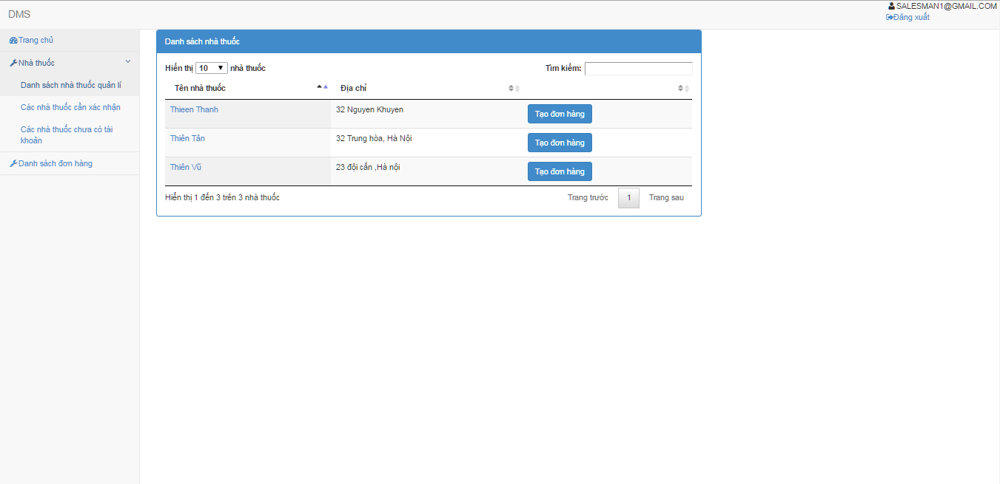 DMS
SALESMAN1@GMAIL.COM
Đăng xuất
Trang chủ
Nhà thuốc
Danh sách nhà thuốc quản lí
Các nhà thuốc cần xác nhận
Các nhà thuốc chưa có tài
khoản
Danh sách đơn hàng
Danh sách nhà thuốc
Hiển thị 10 nhà thuốc
Tìm kiếm:
Tên nhà thuốc Địa chỉ
Thieen Thanh 32 Nguyen Khuyen Tạo đơn hàng
Thiên Tân 32 Trung hòa, Hà Nội Tạo đơn hàng
Thiên Vũ 23 đội cấn ,Hà nội Tạo đơn hàng
Hiển thị 1 đến 3 trên 3 nhà thuốc
Trang trước 1 Trang sau